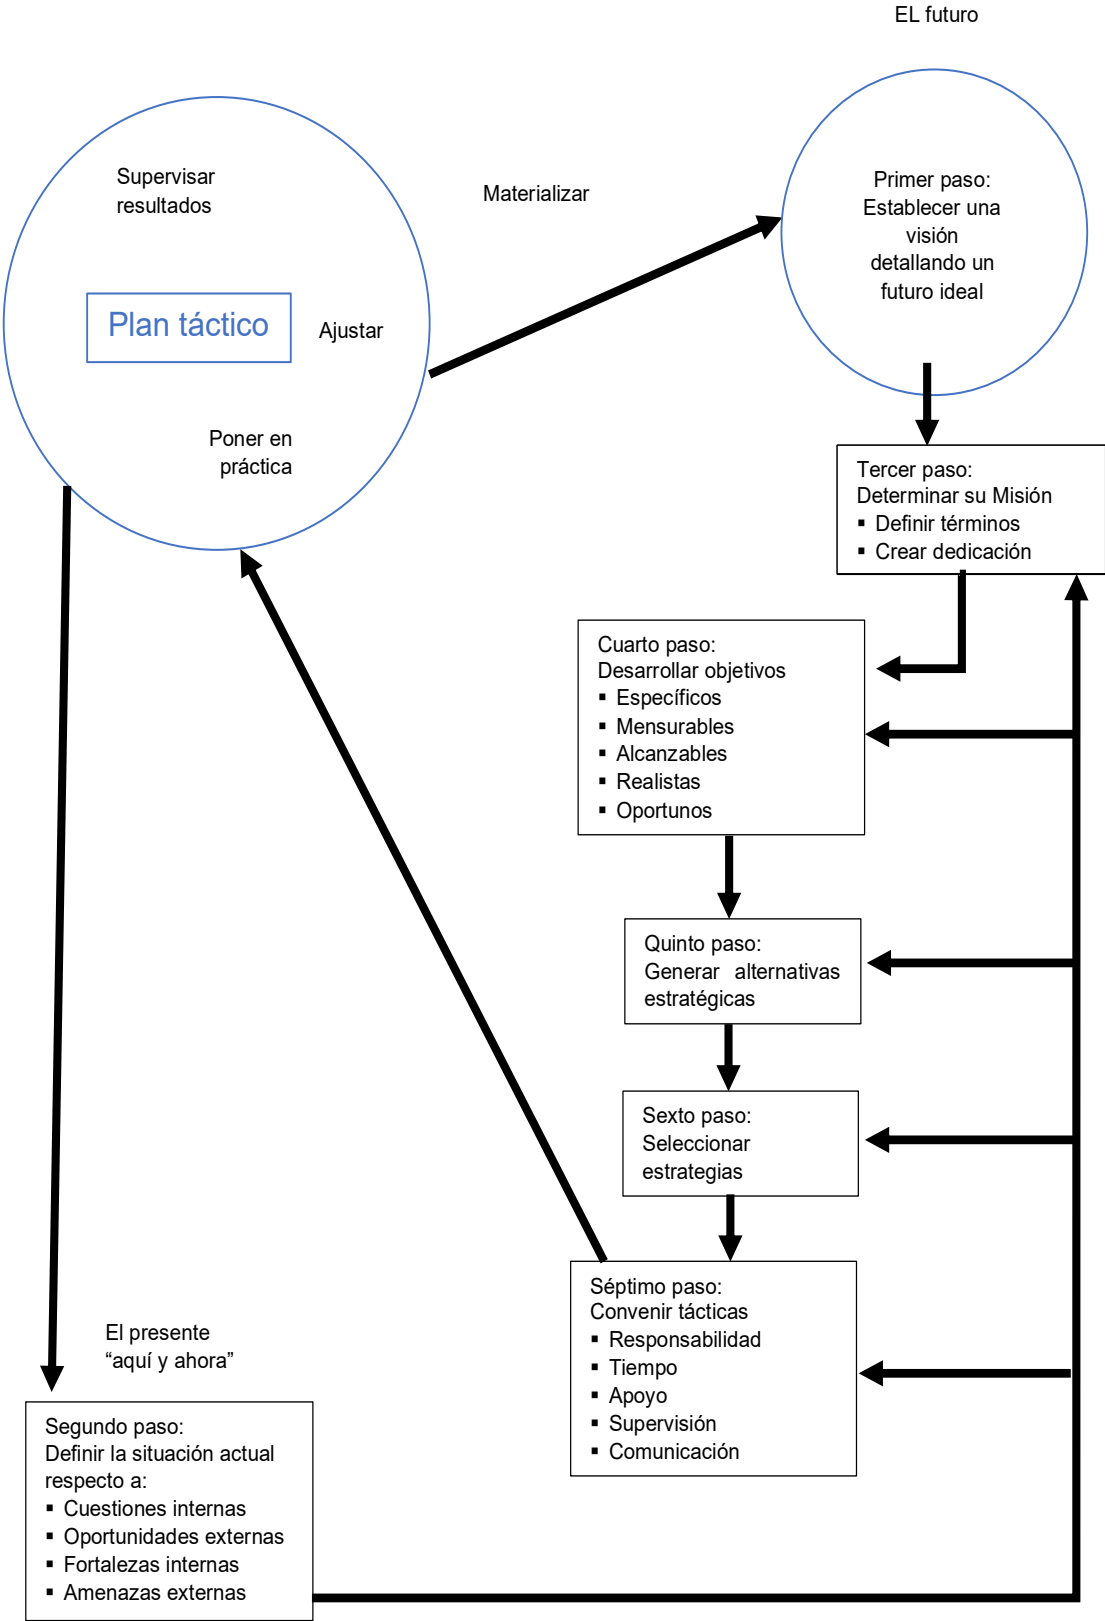 EL futuro
Supervisar
resultados
Plan táctico
Ajustar
Poner en
práctica
Materializar
Primer paso:
Establecer una
visión
detallando un
futuro ideal
Tercer paso:
Determinar su Misión
▪ Definir términos
▪ Crear dedicación
Cuarto paso:
Desarrollar objetivos
▪ Específicos
▪ Mensurables
▪ Alcanzables
▪ Realistas
▪ Oportunos
Quinto paso:
Generar alternativas
estratégicas
Sexto paso:
Seleccionar
estrategias
Séptimo paso:
Convenir tácticas
▪ Responsabilidad
▪ Tiempo
▪ Apoyo
▪ Supervisión
▪ Comunicación
El presente
“aquí y ahora”
Segundo paso:
Definir la situación actual
respecto a:
▪ Cuestiones internas
▪ Oportunidades externas
▪ Fortalezas internas
▪ Amenazas externas